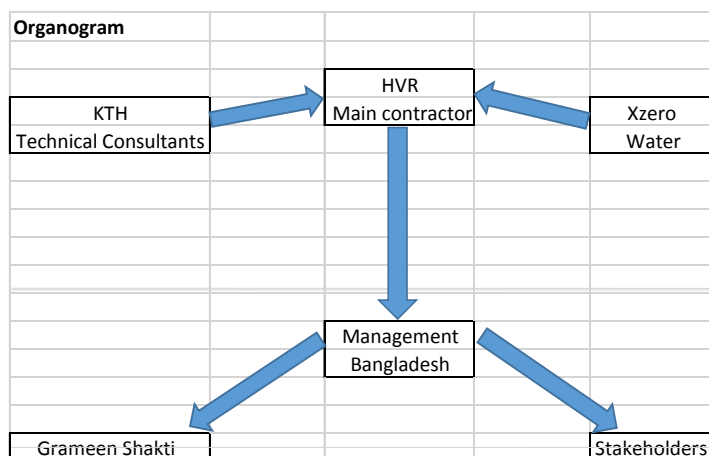 Organogram
HVR
Main contractor
KTH
Technical Consultants
Xzero
Water
Management
Bangladesh
Grameen Shakti
Stakeholders